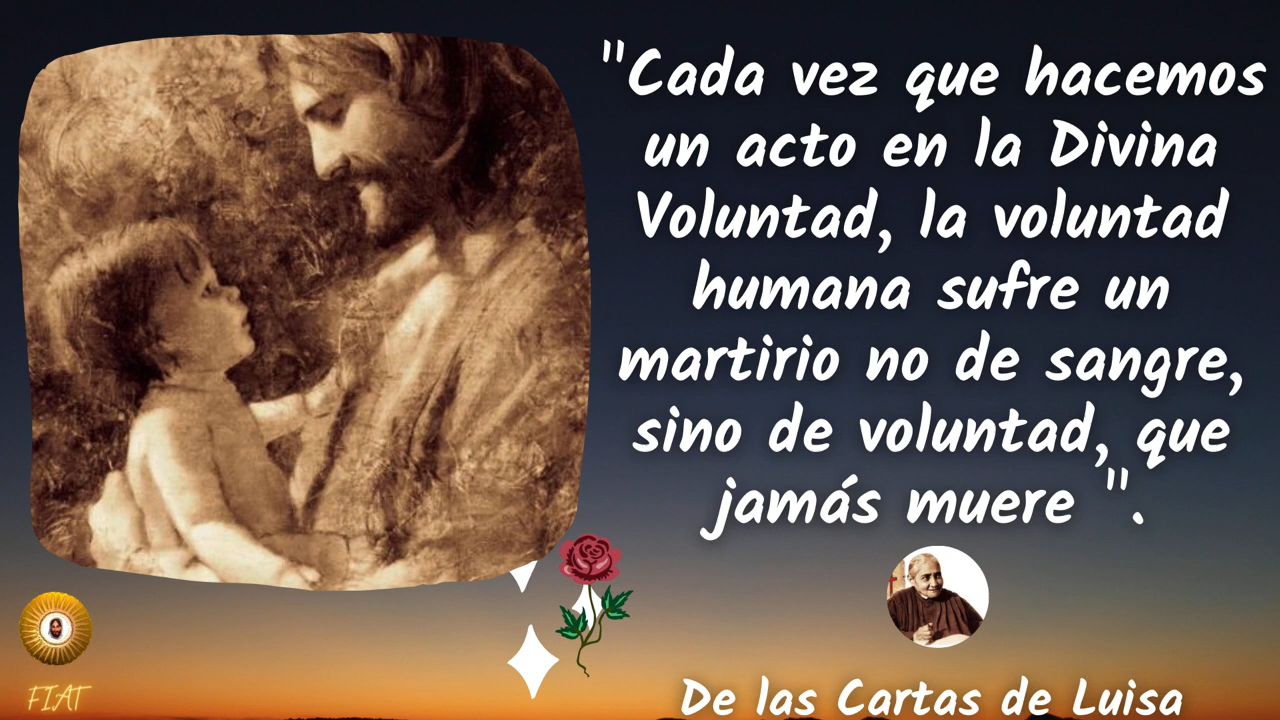 "Cada vez que hacemos
un acto en la Divina
Voluntad, la voluntad
humana sufre un
martirio no de sangre,
sino de voluntad, que
jamás muere ".
De las Cartas de Luisa
FIAT